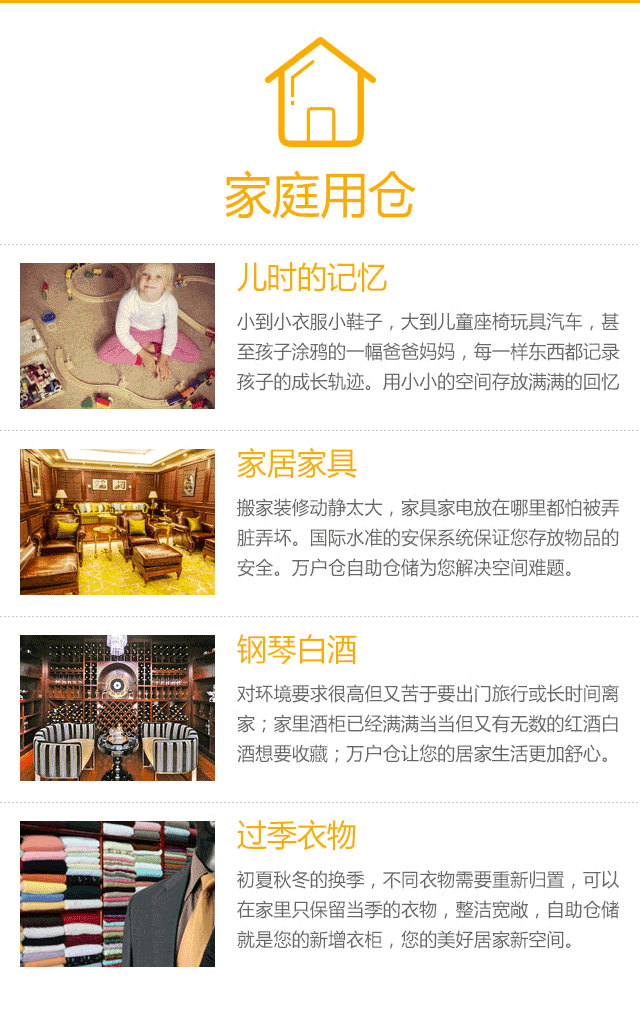 家庭用仓
儿时的记忆
小到小衣服小鞋子，大到儿童座椅玩具汽车，甚
至孩子涂鸦的一幅爸爸妈妈，每一样东西都记录
孩子的成长轨迹。用小小的空间存放满满的回忆
家居家具
搬家装修动静太大，家具家电放在哪里都怕被弄
脏弄坏。国际水准的安保系统保证您存放物品的
安全。万户仓自助仓储为您解决空间难题。
钢琴白酒
对环境要求很高但又苦于要出门旅行或长时间离
家；家里酒柜已经满满当当但又有无数的红酒白
酒想要收藏；万户仓让您的居家生活更加舒心。
过季衣物
初夏秋冬的换季，不同衣物需要重新归置，可以
在家里只保留当季的衣物，整洁宽敞，自助仓储
就是您的新增衣柜，您的美好居家新空间。